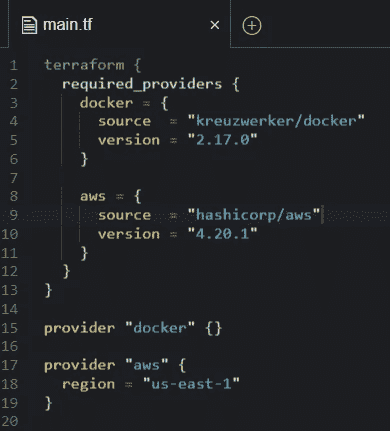 main.tf
1 terraform {
2   required_providers {
3     docker = {
4       source  = "kreuzwerker/docker"
5       version = "2.17.0"
6     }
7
8     aws = {
9       source  = "hashicorp/aws"
10       version = "4.20.1"
11     }
12   }
13 }
14
15 provider "docker" {}
16
17 provider "aws" {
18   region = "us-east-1"
19 }
20